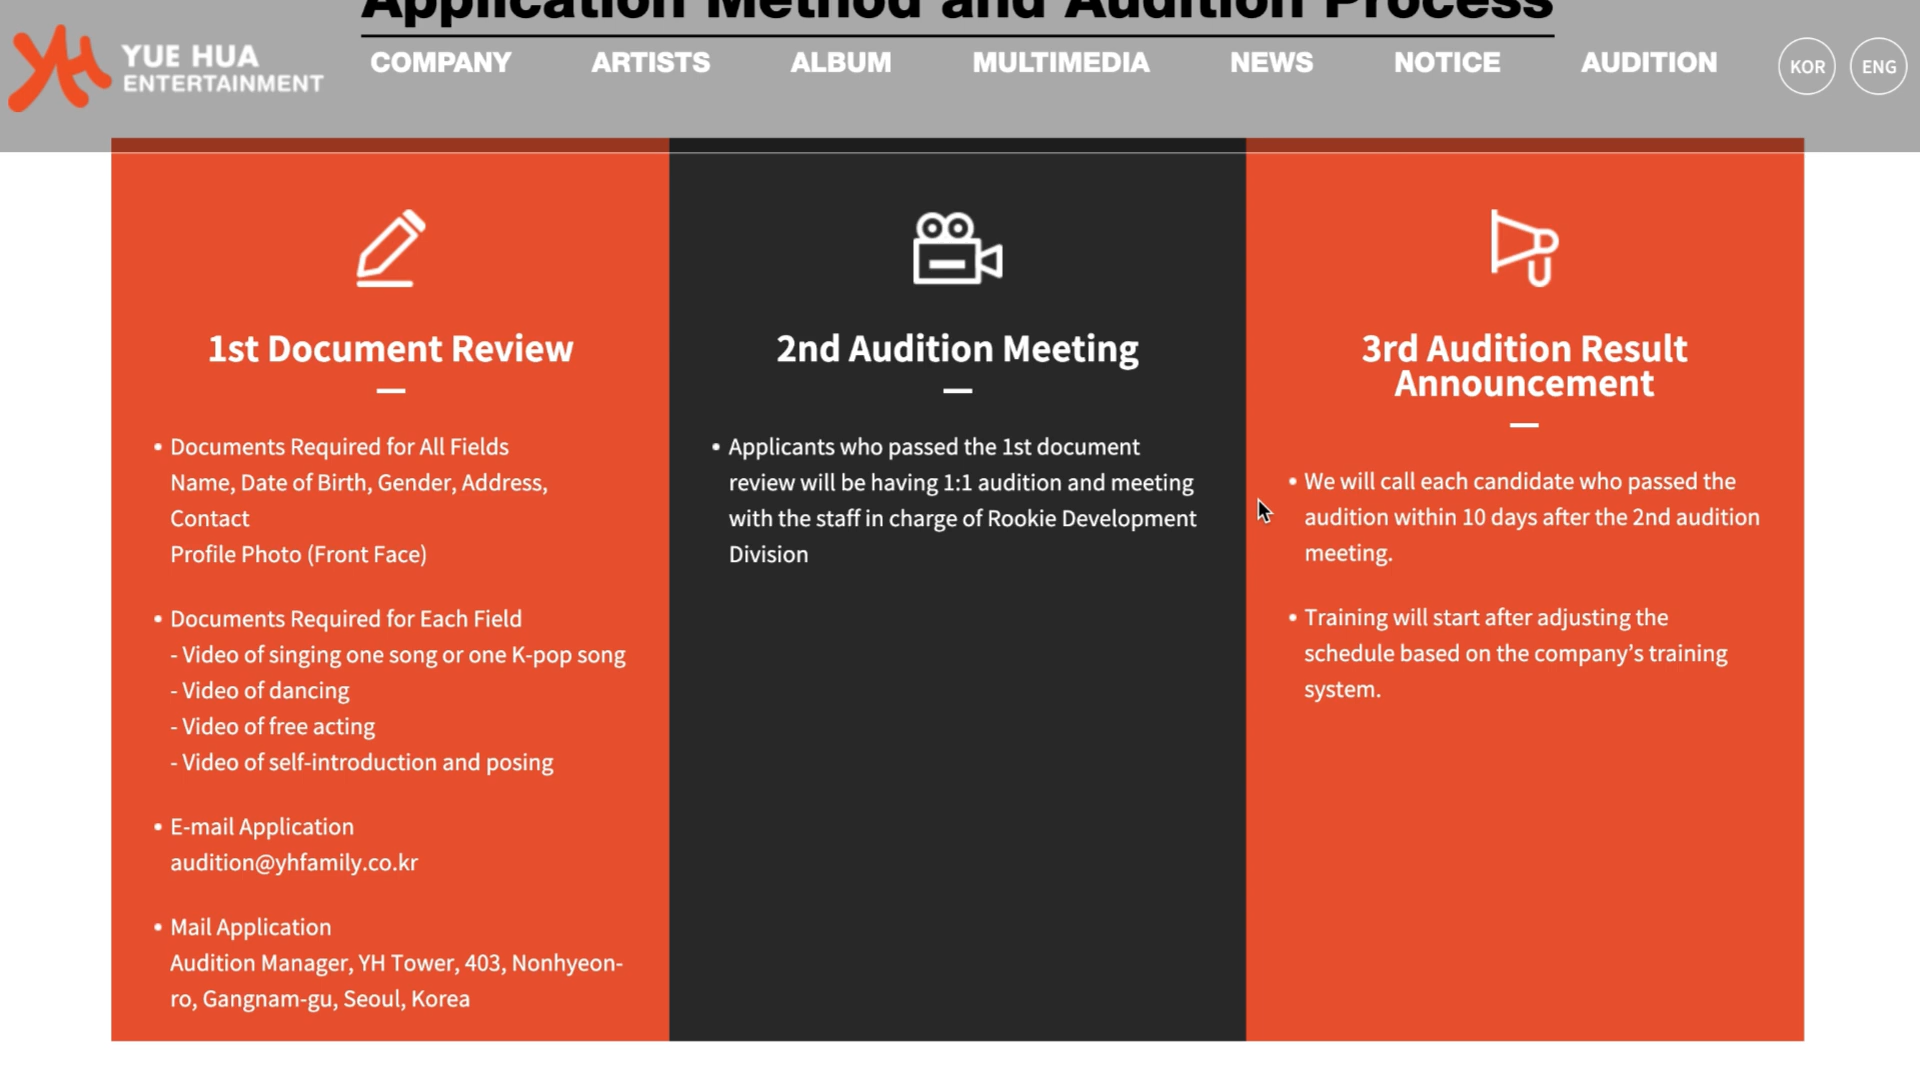 Application Method and Audition Process
YUE HUA
ENTERTAINMENT
COMPANY
ARTISTS
ALBUM
MULTIMEDIA
NEWS
NOTICE
AUDITION
KOR
ENG
1st Document Review
• Documents Required for All Fields
Name, Date of Birth, Gender, Address,
Contact
Profile Photo (Front Face)
• Documents Required for Each Field
- Video of singing one song or one K-pop song
- Video of dancing
- Video of free acting
- Video of self-introduction and posing
• E-mail Application
audition@yhfamily.co.kr
• Mail Application
Audition Manager, YH Tower, 403, Nonhyeon-
ro, Gangnam-gu, Seoul, Korea
2nd Audition Meeting
• Applicants who passed the 1st document
review will be having 1:1 audition and meeting
with the staff in charge of Rookie Development
Division
3rd Audition Result
Announcement
• We will call each candidate who passed the
audition within 10 days after the 2nd audition
meeting.
• Training will start after adjusting the
schedule based on the company’s training
system.